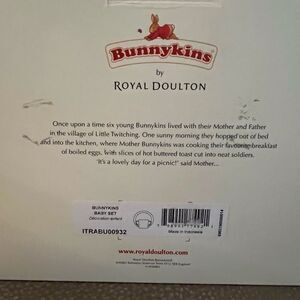 Bunnykins
by
ROYAL DOULTON
Once upon a time six young Bunnykins lived with their Mother and Father
in the village of Little Twitching. One sunny morning they hopped out of bed
and into the kitchen, where Mother Bunnykins was cooking their favourite breakfast
of boiled eggs, with slices of hot buttered toast cut into neat soldiers.
'It's a lovely day for a picnic!' said Mother...
BUNNYKINS
BABY SET
Décoration enfant
ITRABU00932
Made in Indonesia
www.royaldoulton.com